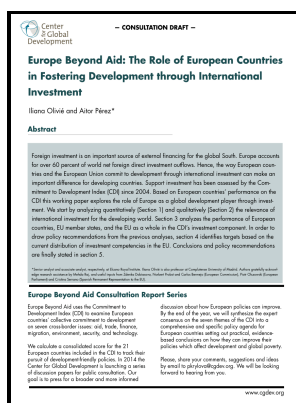 Center
for Global
Development
— CONSULTATION DRAFT —
Europe Beyond Aid: The Role of European Countries
in Fostering Development through International
Investment
Iliana Olivié and Aitor Pérez*
Abstract
Foreign investment is an important source of external financing for the global South. Europe accounts
for over 60 percent of world net foreign direct investment outflows. Hence, the way European coun-
tries and the European Union commit to development through international investment can make an
important difference for developing countries. Support investment has been assessed by the Com-
mitment to Development Index (CDI) since 2004. Based on European countries' performance on the
CDI this working paper explores the role of Europe as a global development player through invest-
ment. We start by analyzing quantitatively (Section 1) and qualitatively (Section 2) the relevance of
international investment for the developing world. Section 3 analyses the performance of European
countries, EU member states, and the EU as a whole in the CDI's investment component. In order to
draw policy recommendations from the previous analyses, section 4 identifies targets based on the
current distribution of investment competencies in the EU. Conclusions and policy recommendations
are finally stated in section 5.
Europe Beyond Aid Consultation Report Series
Europe Beyond Aid uses the Commitment to
Development Index (CDI) to examine European
countries' collective commitment to development
on seven cross-border issues: aid, trade, finance,
migration, environment, security, and technology.
We calculate a consolidated score for the 21
European countries included in the CDI to track their
pursuit of development-friendly policies. In 2014 the
Center for Global Development is launching a series
of discussion papers for public consultation. Our
goal is to press for a broader and more informed
discussion about how European policies can improve.
By the end of the year, we will synthesize the expert
consensus on the seven themes of the CDI into a
comprehensive and specific policy agenda for
European countries setting out practical, evidence-
based conclusions on how they can improve their
policies which affect development and global poverty.
Please, share your comments, suggestions and ideas
by email to pkrylova@cgdev.org. We will be looking
forward to hearing from you.
www.cgdev.org